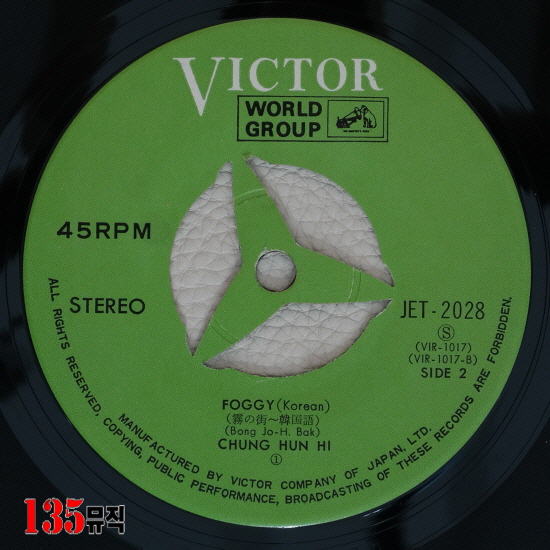 VICTOR
WORLD
GROUP
45RPM
STEREO
JET-2028
Ⓢ
(VIR-1017)
(VIR-1017-B)
SIDE 2
FOGGY (Korean)
(霧の街〜韓国語)
(Bong Jo-H. Bak)
CHUNG HUN HI
①
ALL RIGHTS RESERVED, COPYING, PUBLIC PERFORMANCE, BROADCASTING OF THESE RECORDS ARE FORBIDDEN.
MANUFACTURED BY VICTOR COMPANY OF JAPAN, LTD.
135뮤직